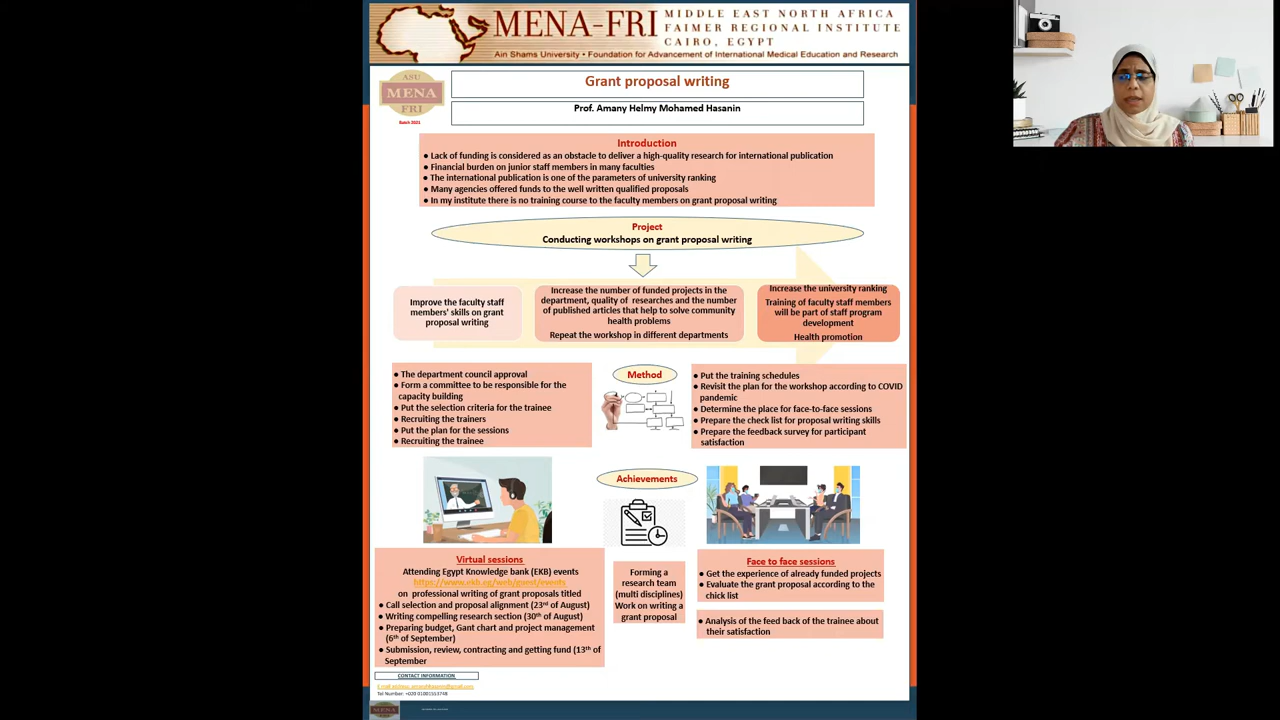 MENA-FRI
MIDDLE EAST NORTH AFRICA
FAIMER REGIONAL INSTITUTE
CAIRO, EGYPT
Ain Shams University • Foundation for Advancement of International Medical Education and Research
ASU
MENA
FRI
Batch 2021
Grant proposal writing
Prof. Amany Helmy Mohamed Hasanin
Introduction
● Lack of funding is considered as an obstacle to deliver a high-quality research for international publication
● Financial burden on junior staff members in many faculties
● The international publication is one of the parameters of university ranking
● Many agencies offered funds to the well written qualified proposals
● In my institute there is no training course to the faculty members on grant proposal writing
Project
Conducting workshops on grant proposal writing
Improve the faculty staff
members' skills on grant
proposal writing
Increase the number of funded projects in the
department, quality of researches and the number
of published articles that help to solve community
health problems
Repeat the workshop in different departments
Increase the university ranking
Training of faculty staff members
will be part of staff program
development
Health promotion
● The department council approval
● Form a committee to be responsible for the
capacity building
● Put the selection criteria for the trainee
● Recruiting the trainers
● Put the plan for the sessions
● Recruiting the trainee
Method
● Put the training schedules
● Revisit the plan for the workshop according to COVID
pandemic
● Determine the place for face-to-face sessions
● Prepare the check list for proposal writing skills
● Prepare the feedback survey for participant
satisfaction
Achievements
Virtual sessions
Attending Egypt Knowledge bank (EKB) events
https://www.ekb.eg/web/guest/events
on professional writing of grant proposals titled
● Call selection and proposal alignment (23rd of August)
● Writing compelling research section (30th of August)
● Preparing budget, Gant chart and project management
(6th of September)
● Submission, review, contracting and getting fund (13th of
September
Forming a
research team
(multi disciplines)
Work on writing a
grant proposal
Face to face sessions
● Get the experience of already funded projects
● Evaluate the grant proposal according to the
chick list
● Analysis of the feed back of the trainee about
their satisfaction
CONTACT INFORMATION
Tel Number: +020 01001553748
MENA